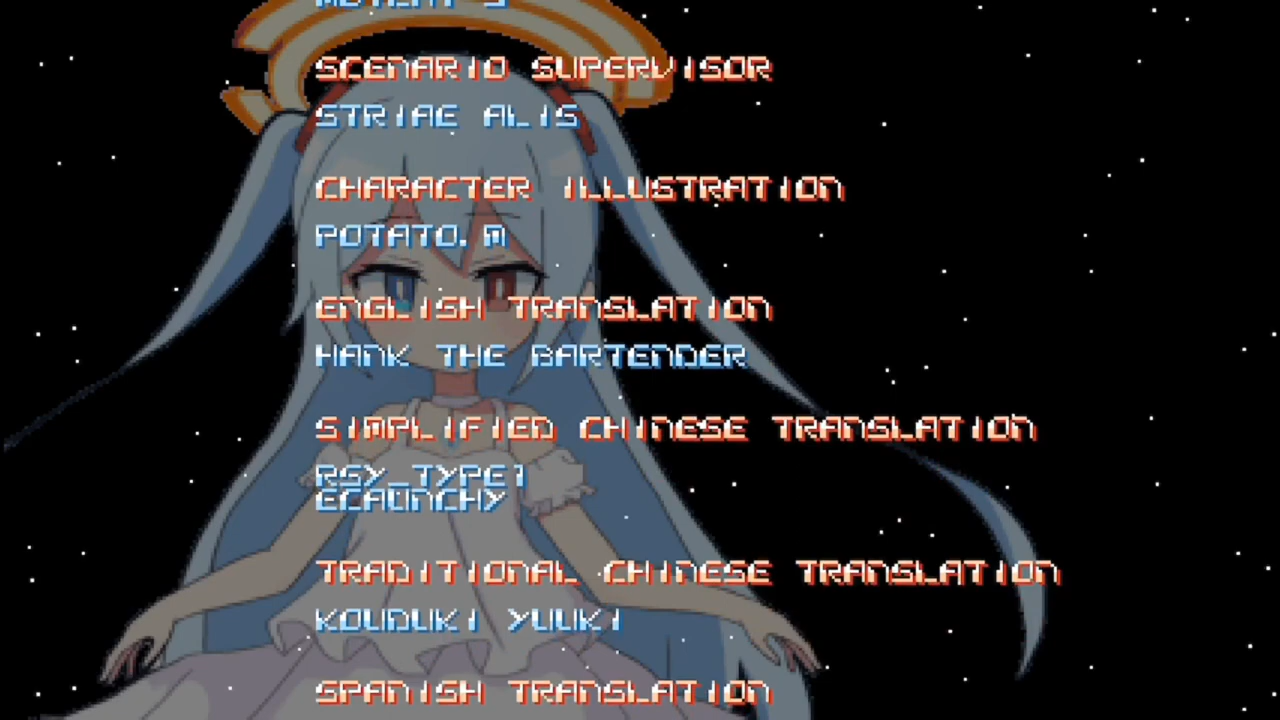 SCENARIO SUPERVISOR
STRIAE ALIS
CHARACTER ILLUSTRATION
POTATO.M
ENGLISH TRANSLATION
HANK THE BARTENDER
SIMPLIFIED CHINESE TRANSLATION
RSY_TYPE1
ECAUNCHY
TRADITIONAL CHINESE TRANSLATION
KOUDUKI YUUKI
SPANISH TRANSLATION